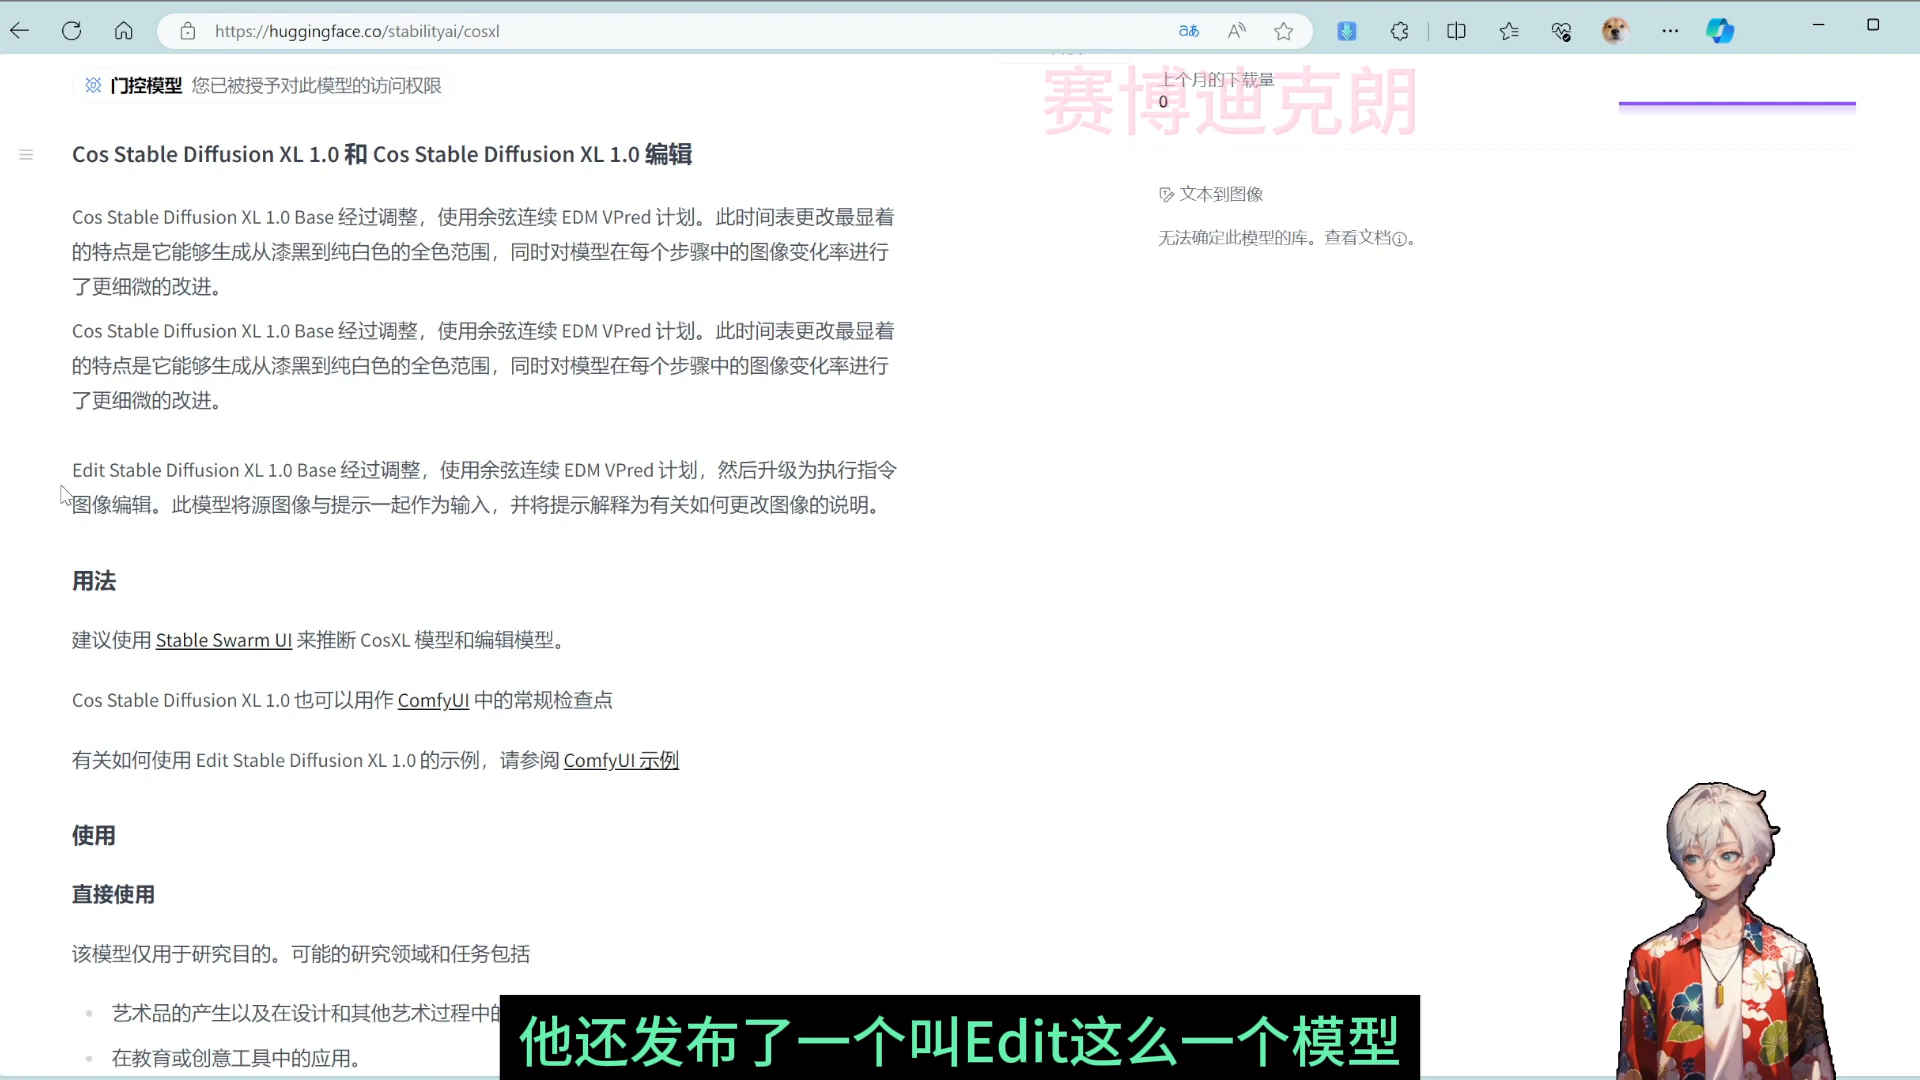 https://huggingface.co/stabilityai/cosxl
门控模型 您已被授予对此模型的访问权限
上个月的下载量
0
赛博迪克朗
Cos Stable Diffusion XL 1.0 和 Cos Stable Diffusion XL 1.0 编辑
文本到图像
无法确定此模型的库。查看文档。
Cos Stable Diffusion XL 1.0 Base 经过调整，使用余弦连续 EDM VPred 计划。此时间表更改最显着
的特点是它能够生成从漆黑到纯白色的全色范围，同时对模型在每个步骤中的图像变化率进行
了更细微的改进。
Cos Stable Diffusion XL 1.0 Base 经过调整，使用余弦连续 EDM VPred 计划。此时间表更改最显着
的特点是它能够生成从漆黑到纯白色的全色范围，同时对模型在每个步骤中的图像变化率进行
了更细微的改进。
Edit Stable Diffusion XL 1.0 Base 经过调整，使用余弦连续 EDM VPred 计划，然后升级为执行指令
图像编辑。此模型将源图像与提示一起作为输入，并将提示解释为有关如何更改图像的说明。
用法
建议使用 Stable Swarm UI 来推断 CosXL 模型和编辑模型。
Cos Stable Diffusion XL 1.0 也可以用作 ComfyUI 中的常规检查点
有关如何使用 Edit Stable Diffusion XL 1.0 的示例，请参阅 ComfyUI 示例
使用
直接使用
该模型仅用于研究目的。可能的研究领域和任务包括
艺术品的产生以及在设计和其他艺术过程中
在教育或创意工具中的应用。
他还发布了一个叫Edit这么一个模型